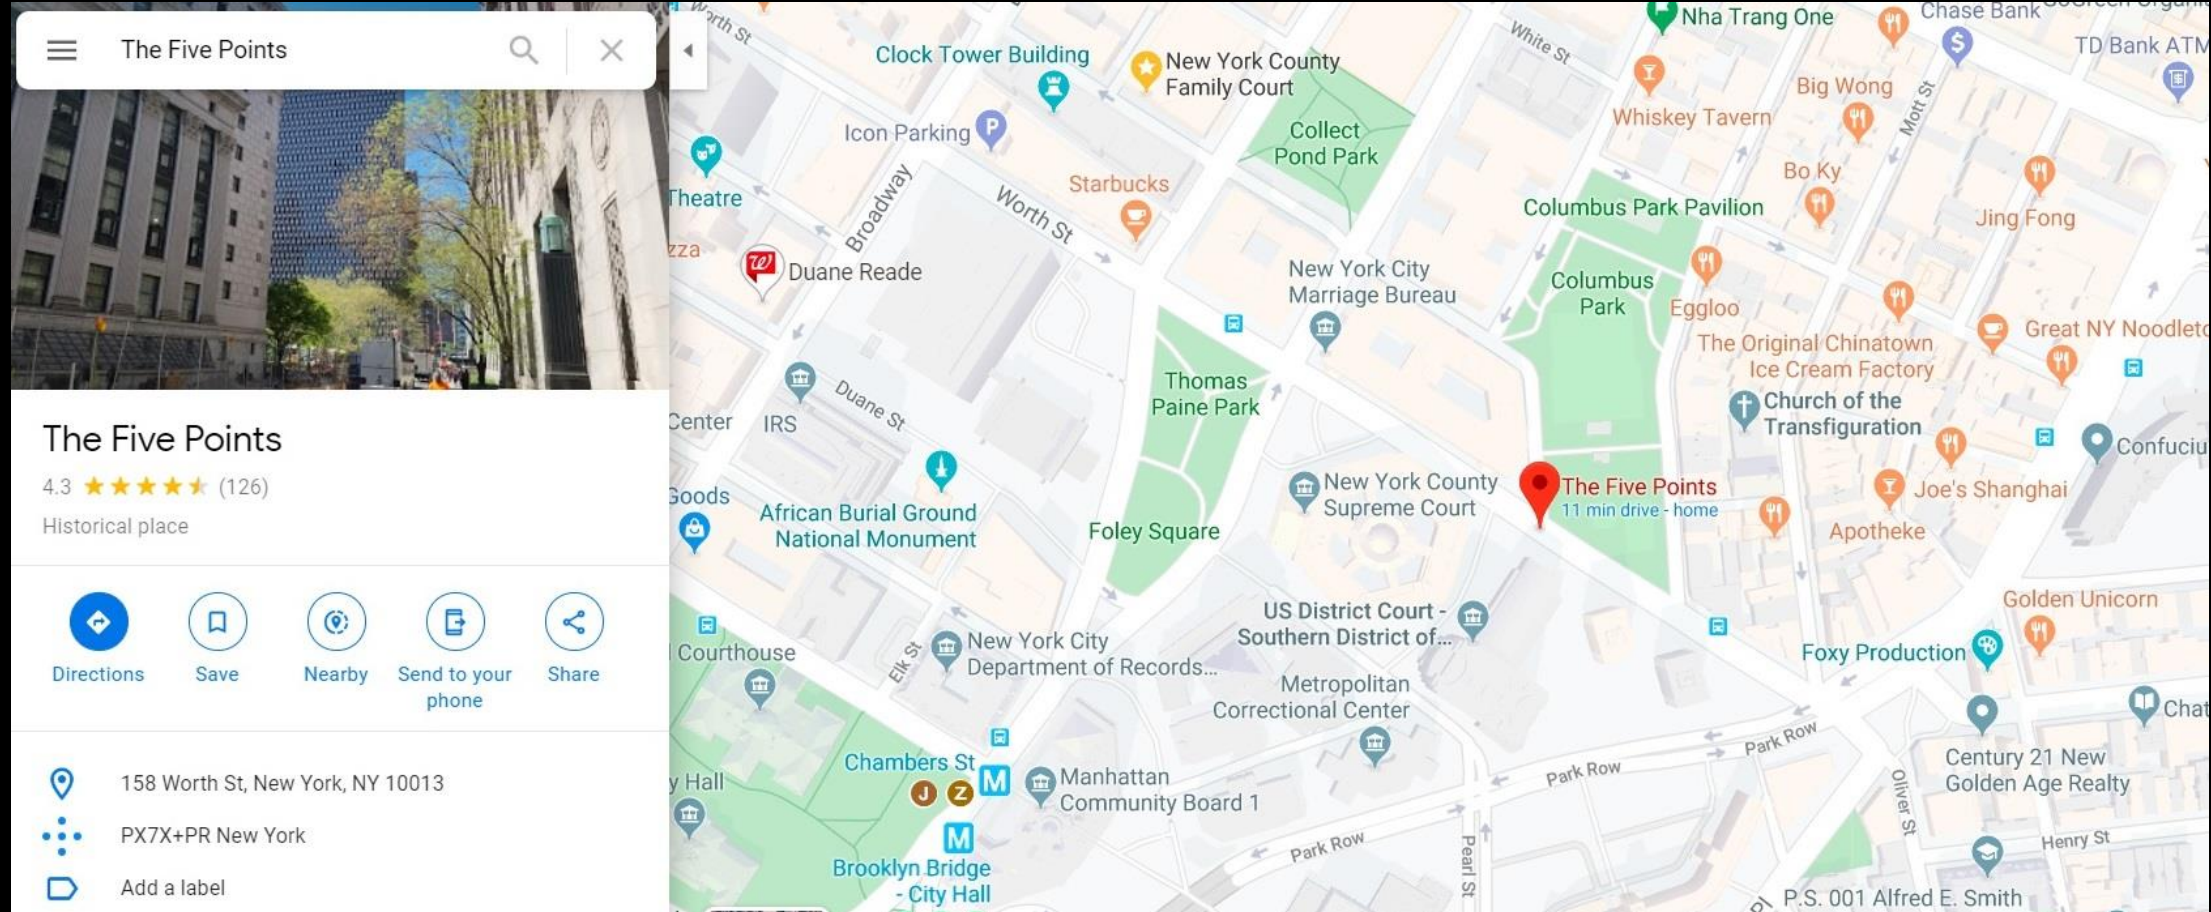 The Five Points
The Five Points
4.3 (126)
Historical place
Directions
Save
Nearby
Send to your
phone
Share
158 Worth St, New York, NY 10013
PX7X+PR New York
Add a label
Worth St
Clock Tower Building
New York County
Family Court
White St
Nha Trang One
Chase Bank
TD Bank ATM
Icon Parking
P
Collect
Pond Park
Whiskey Tavern
Big Wong
Mott St
Theatre
Broadway
Starbucks
Worth St
Columbus Park Pavilion
Bo Ky
Jing Fong
zza
Duane Reade
New York City
Marriage Bureau
Columbus
Park
Eggloo
The Original Chinatown
Ice Cream Factory
Great NY Noodleto
Center
IRS
Duane St
Thomas
Paine Park
Church of the
Transfiguration
Confuciu
Goods
African Burial Ground
National Monument
Foley Square
New York County
Supreme Court
The Five Points
11 min drive - home
Joe's Shanghai
Apotheke
Courthouse
Elk St
New York City
Department of Records...
US District Court -
Southern District of...
Golden Unicorn
Foxy Production
Metropolitan
Correctional Center
Chat
Park Row
Park Row
Century 21 New
Golden Age Realty
y Hall
Chambers St
J Z M
Manhattan
Community Board 1
Oliver St
M
Brooklyn Bridge
- City Hall
Park Row
Pearl St
Henry St
P.S. 001 Alfred E. Smith